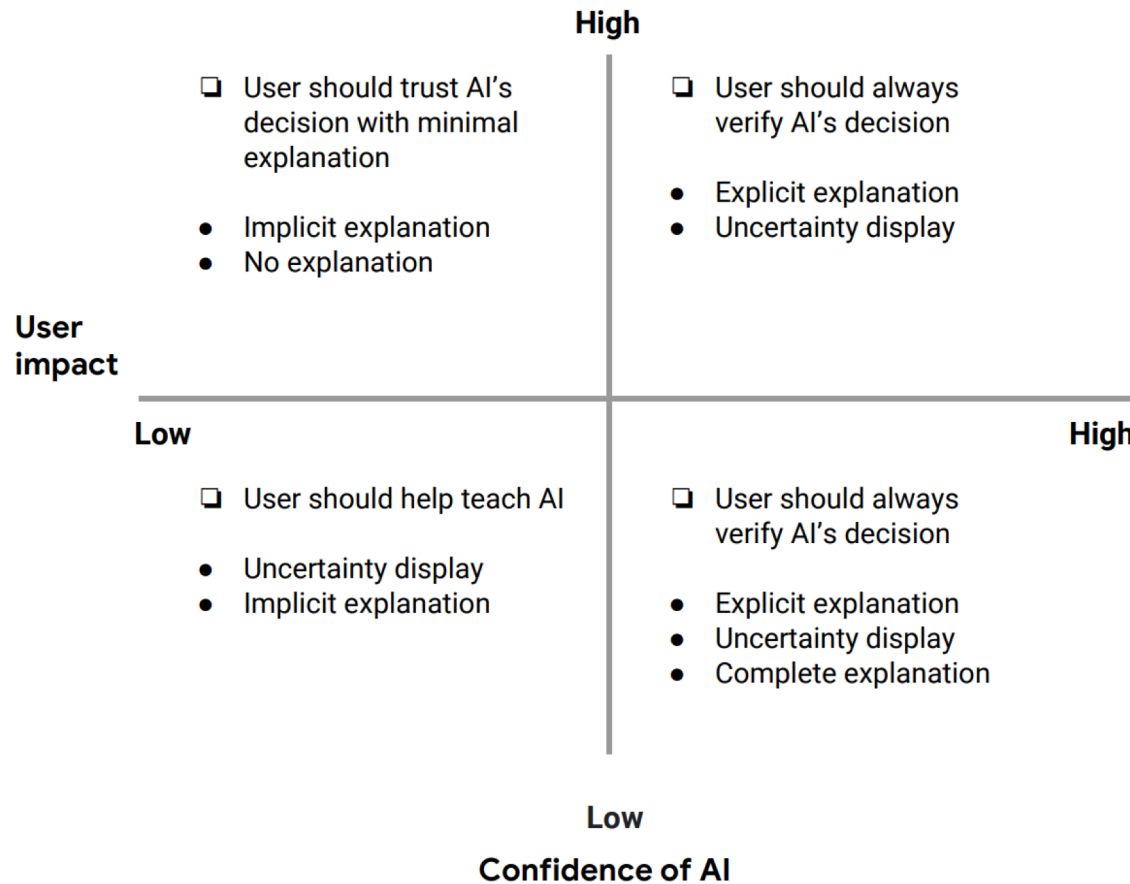 High
❏ User should trust AI's
decision with minimal
explanation
● Implicit explanation
● No explanation
❏ User should always
verify AI's decision
● Explicit explanation
● Uncertainty display
User
impact
Low
High
❏ User should help teach AI
● Uncertainty display
● Implicit explanation
❏ User should always
verify AI's decision
● Explicit explanation
● Uncertainty display
● Complete explanation
Low
Confidence of AI